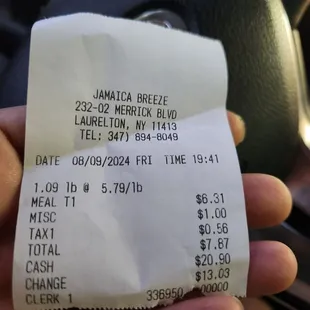 JAMAICA BREEZE
232-02 MERRICK BLVD
LAURELTON, NY 11413
TEL: 347) 894-8049
DATE 08/09/2024 FRI TIME 19:41
1.09 lb @ 5.79/lb
MEAL T1 $6.31
MISC $1.00
TAX1 $0.56
TOTAL $7.87
CASH $20.90
CHANGE $13.03
CLERK 1 336950 00000